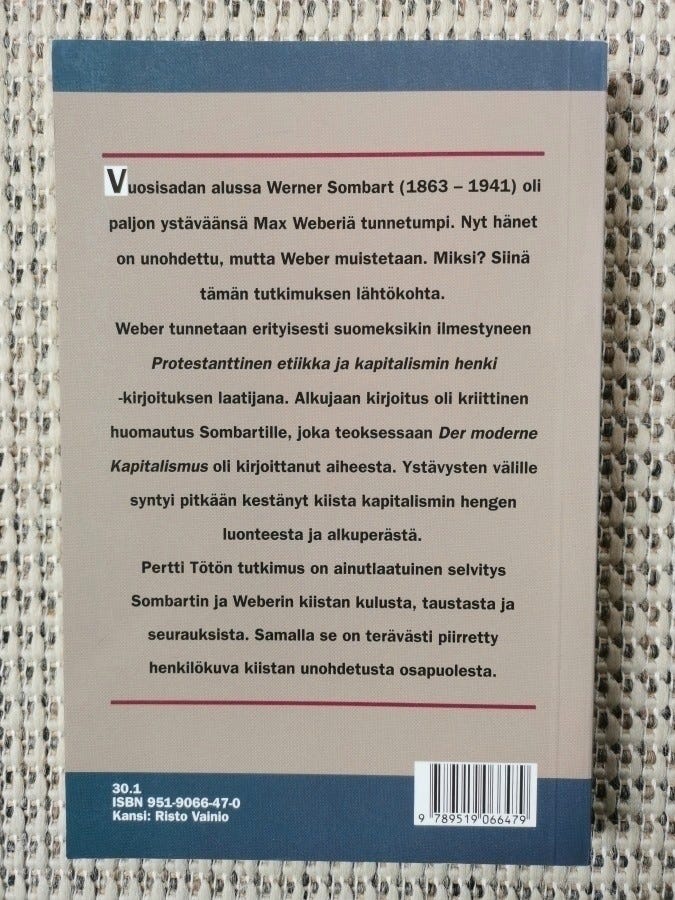 Vuosisadan alussa Werner Sombart (1863 – 1941) oli
paljon ystäväänsä Max Weberiä tunnetumpi. Nyt hänet
on unohdettu, mutta Weber muistetaan. Miksi? Siinä
tämän tutkimuksen lähtökohta.
Weber tunnetaan erityisesti suomeksikin ilmestyneen
Protestanttinen etiikka ja kapitalismin henki
-kirjoituksen laatijana. Alkujaan kirjoitus oli kriittinen
huomautus Sombartille, joka teoksessaan Der moderne
Kapitalismus oli kirjoittanut aiheesta. Ystävysten välille
syntyi pitkään kestänyt kiista kapitalismin hengen
luonteesta ja alkuperästä.
Pertti Tötön tutkimus on ainutlaatuinen selvitys
Sombartin ja Weberin kiistan kulusta, taustasta ja
seurauksista. Samalla se on terävästi piirretty
henkilökuva kiistan unohdetusta osapuolesta.
30.1
ISBN 951-9066-47-0
Kansi: Risto Vainio
9 789519 066479